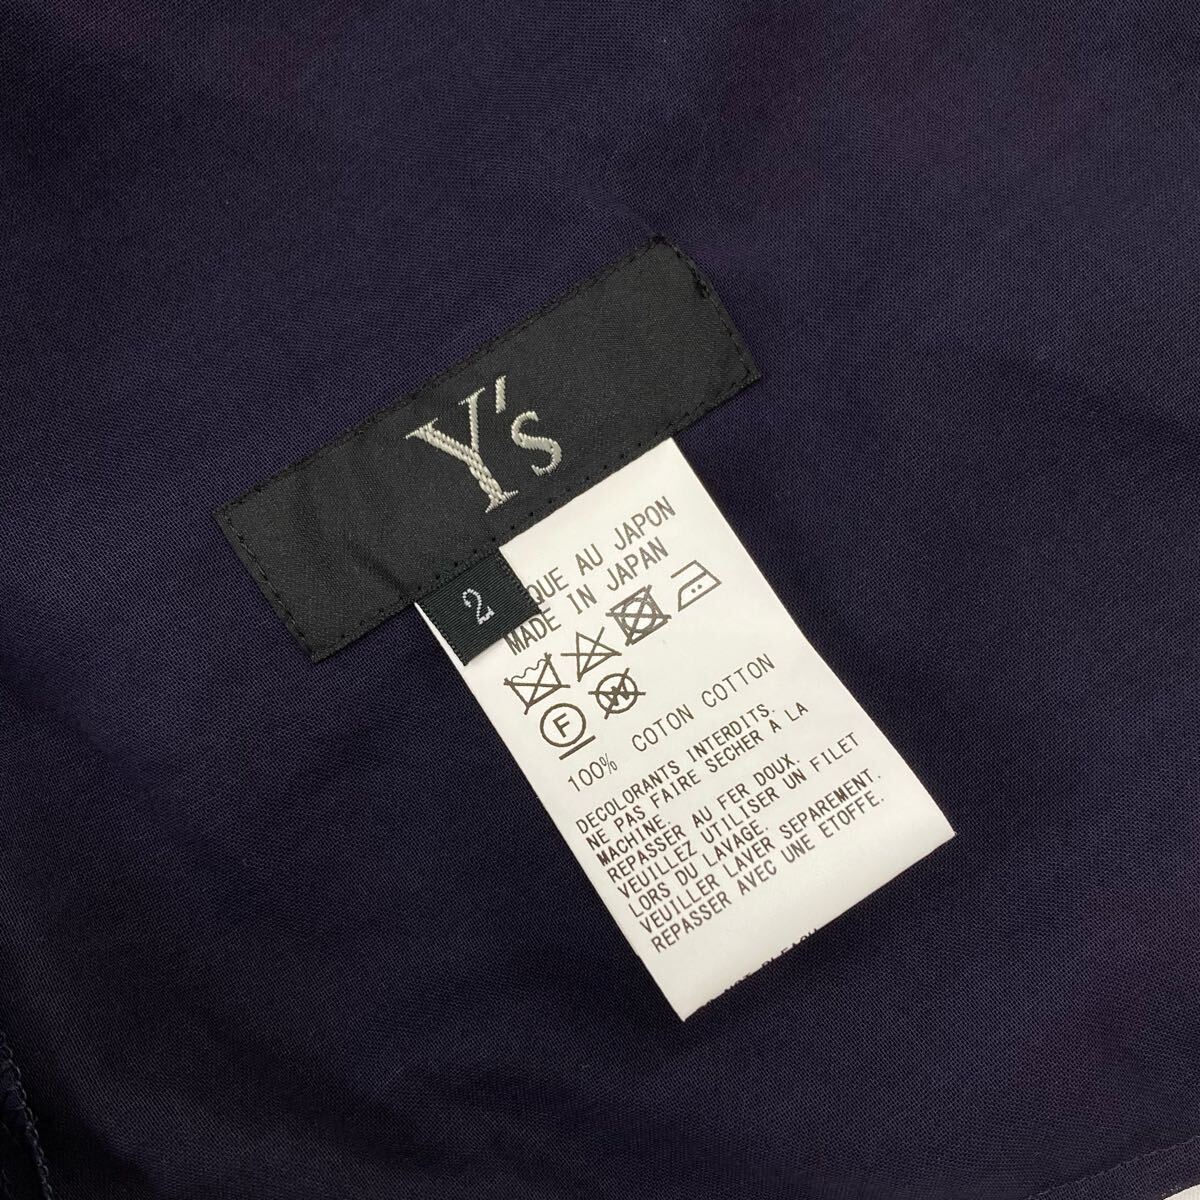 Y's
2
QUE AU JAPON
MADE IN JAPAN
F W
100% COTON COTTON
DECOLORANTS INTERDITS.
NE PAS FAIRE SECHER A LA
MACHINE.
REPASSER AU FER DOUX.
VEUILLEZ UTILISER UN FILET
LORS DU LAVAGE.
VEUILLER LAVER SEPAREMENT.
REPASSER AVEC UNE ETOFFE.